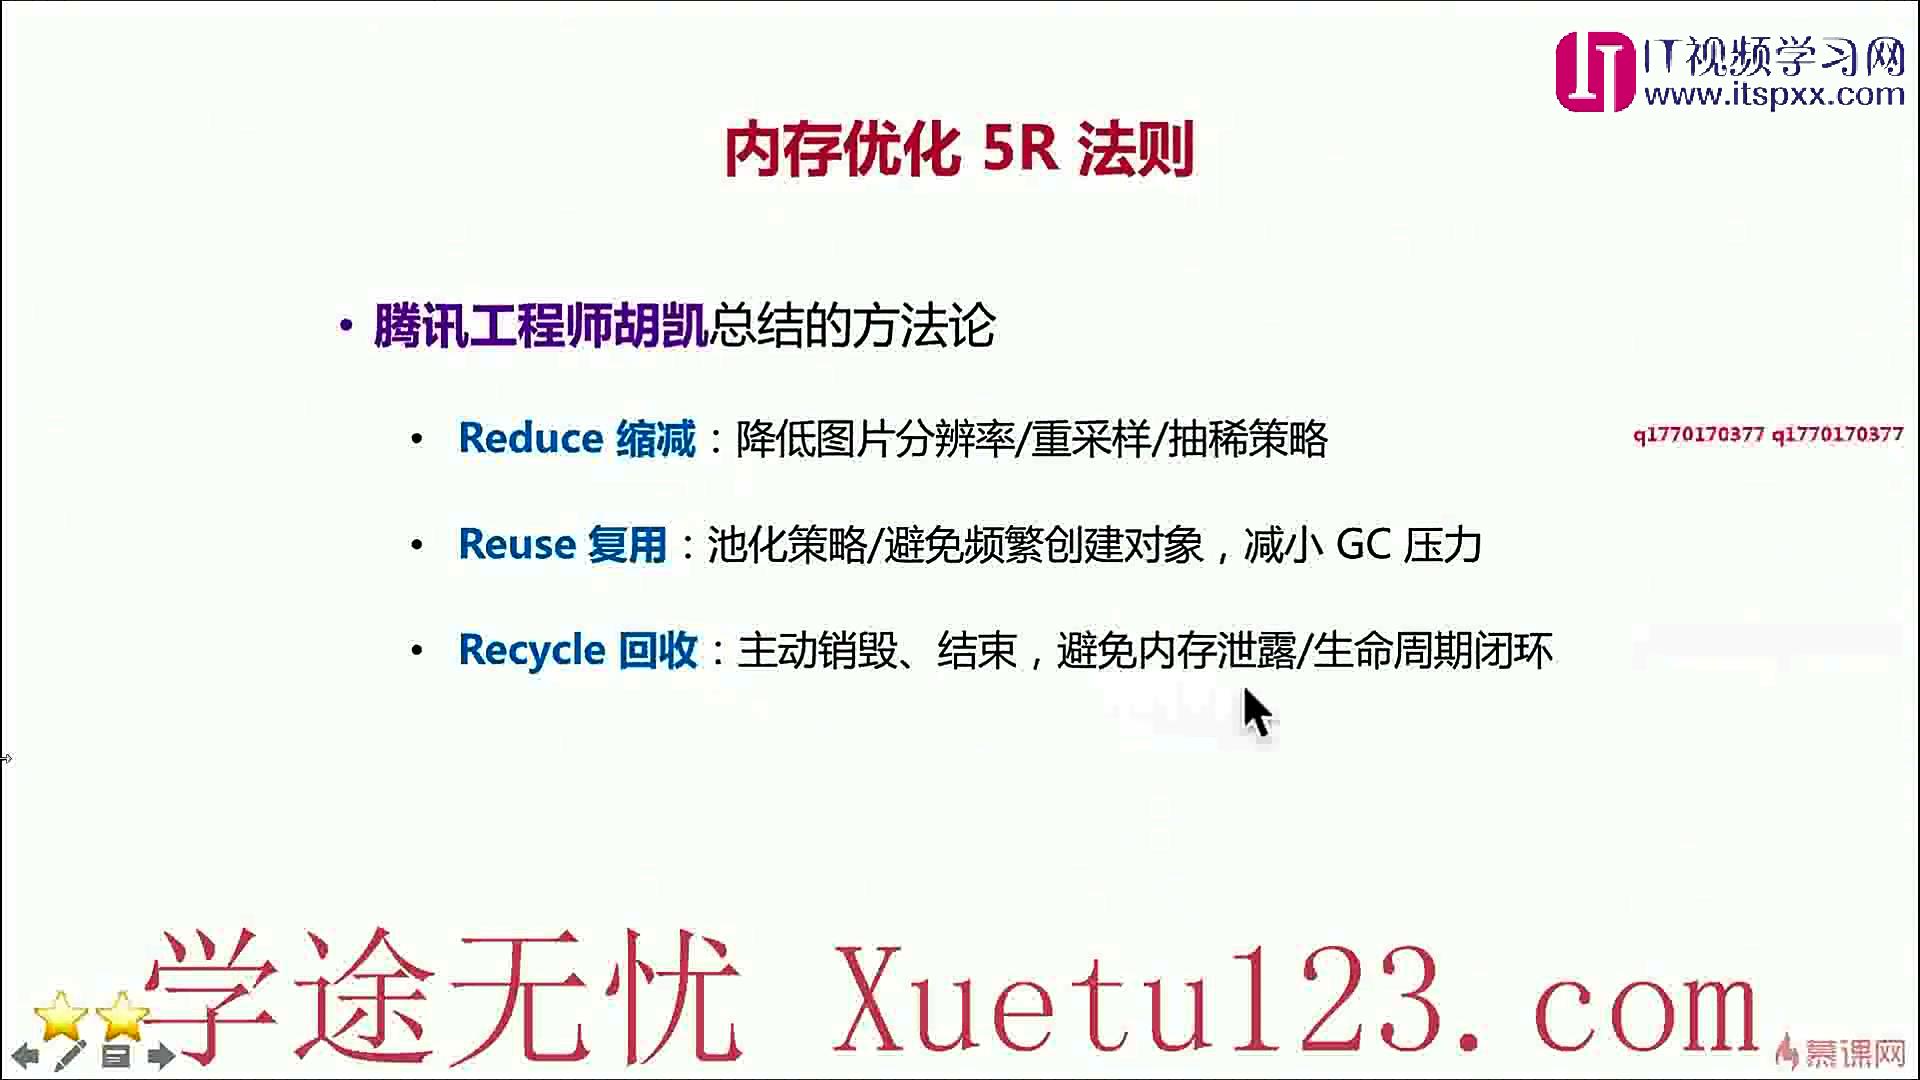 IT视频学习网
www.itspxx.com
内存优化 5R 法则
• 腾讯工程师胡凯总结的方法论
• Reduce 缩减：降低图片分辨率/重采样/抽稀策略
q1770170377 q1770170377
• Reuse 复用：池化策略/避免频繁创建对象，减小 GC 压力
• Recycle 回收：主动销毁、结束，避免内存泄露/生命周期闭环
学途无忧 Xuetu123.com
慕课网